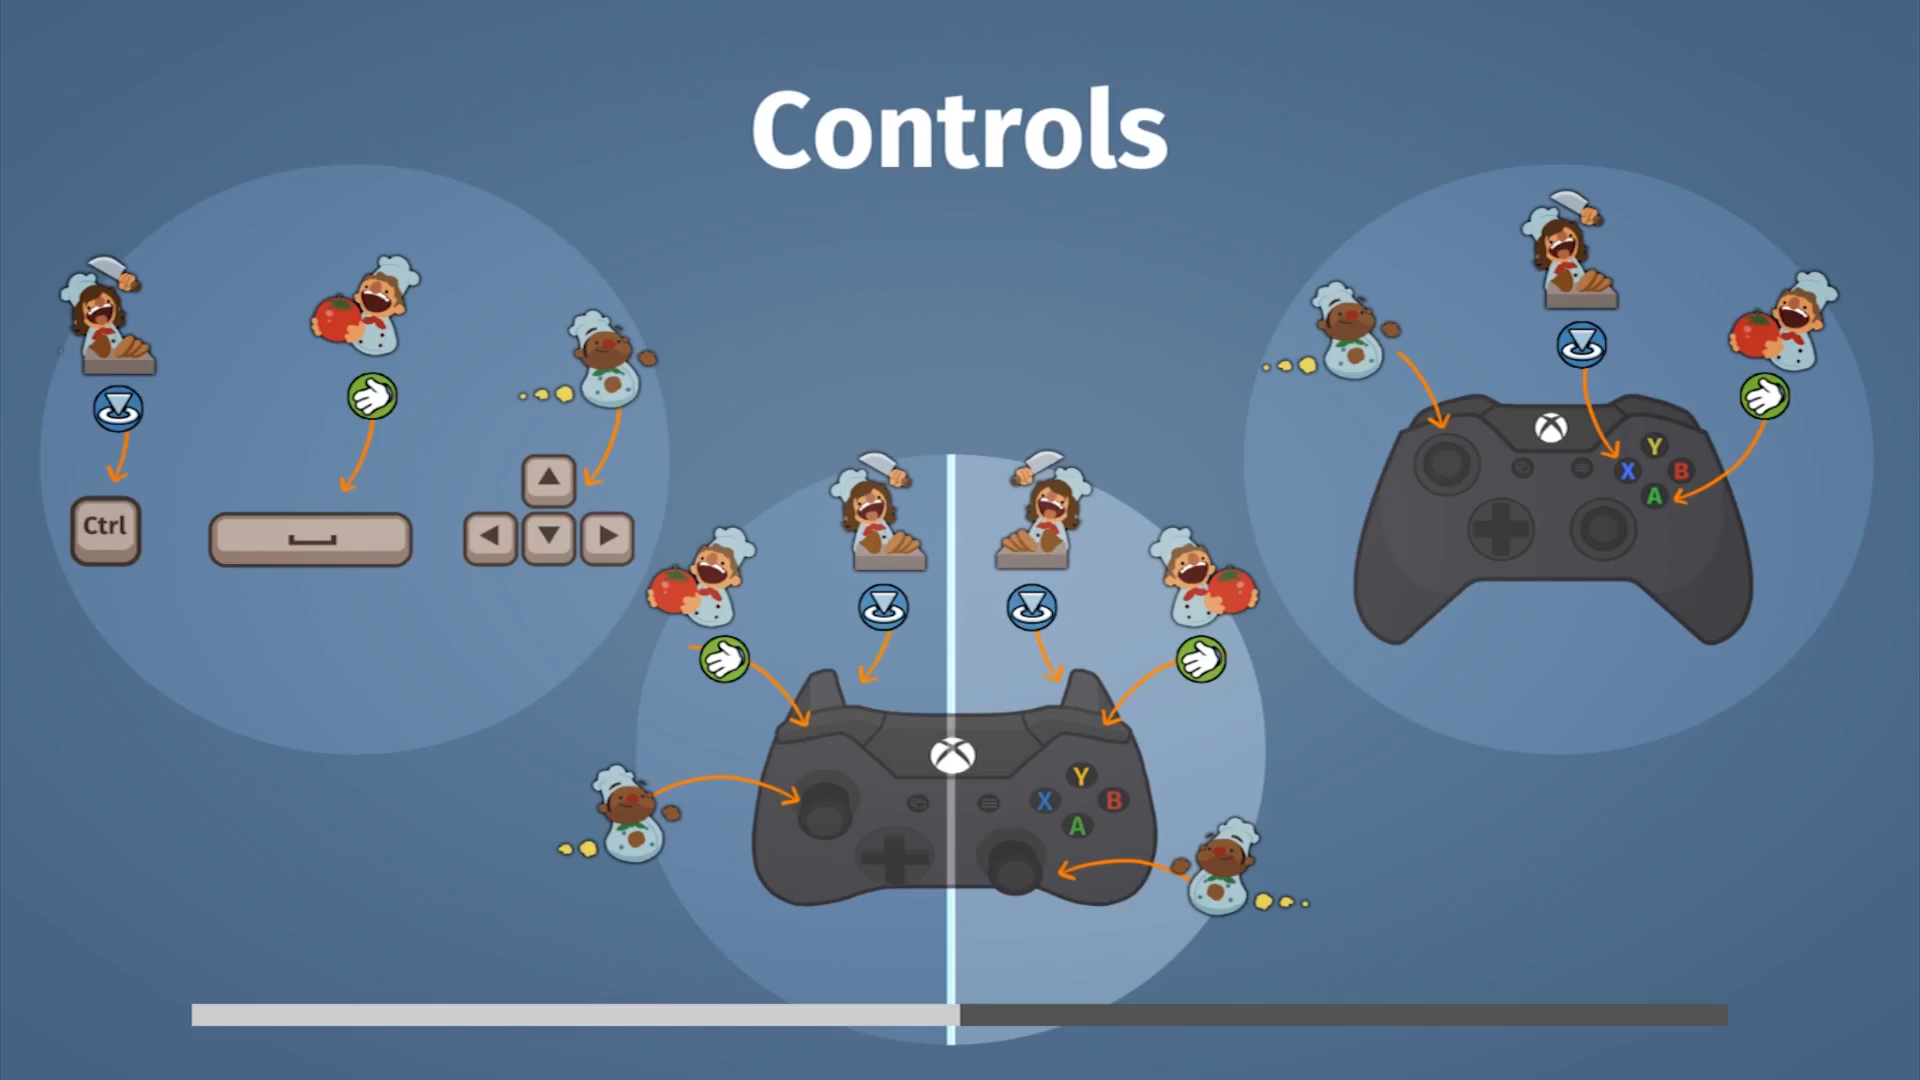 Controls
Ctrl
Y
X B
A
Y
X B
A